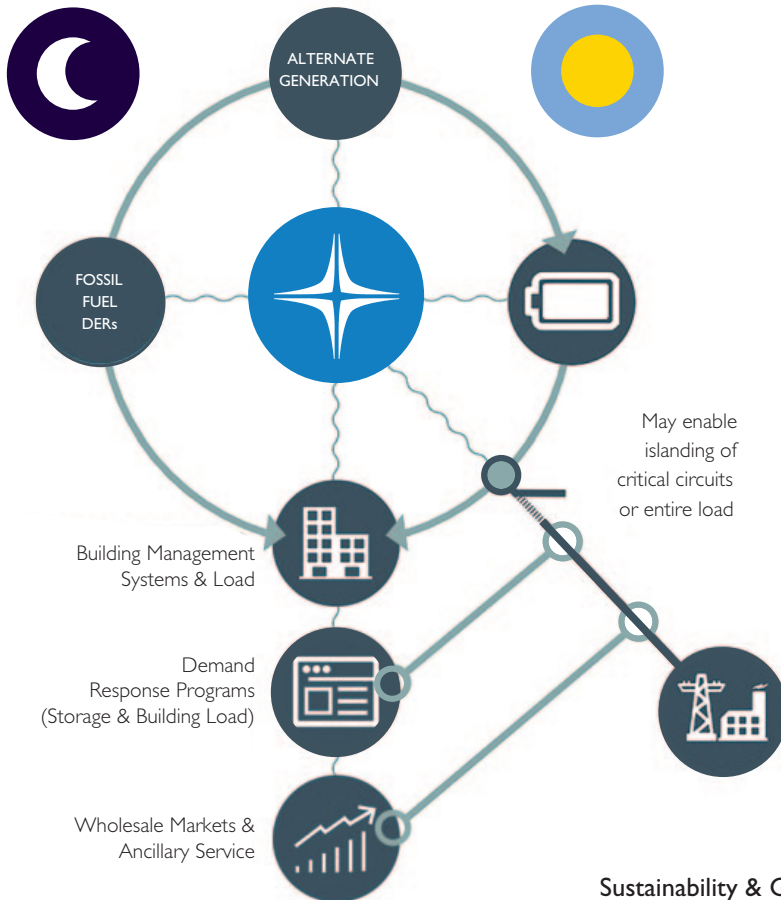 ALTERNATE
GENERATION
FOSSIL
FUEL
DERs
May enable
islanding of
critical circuits
or entire load
Building Management
Systems & Load
Demand
Response Programs
(Storage & Building Load)
Wholesale Markets &
Ancillary Service
Sustainability &